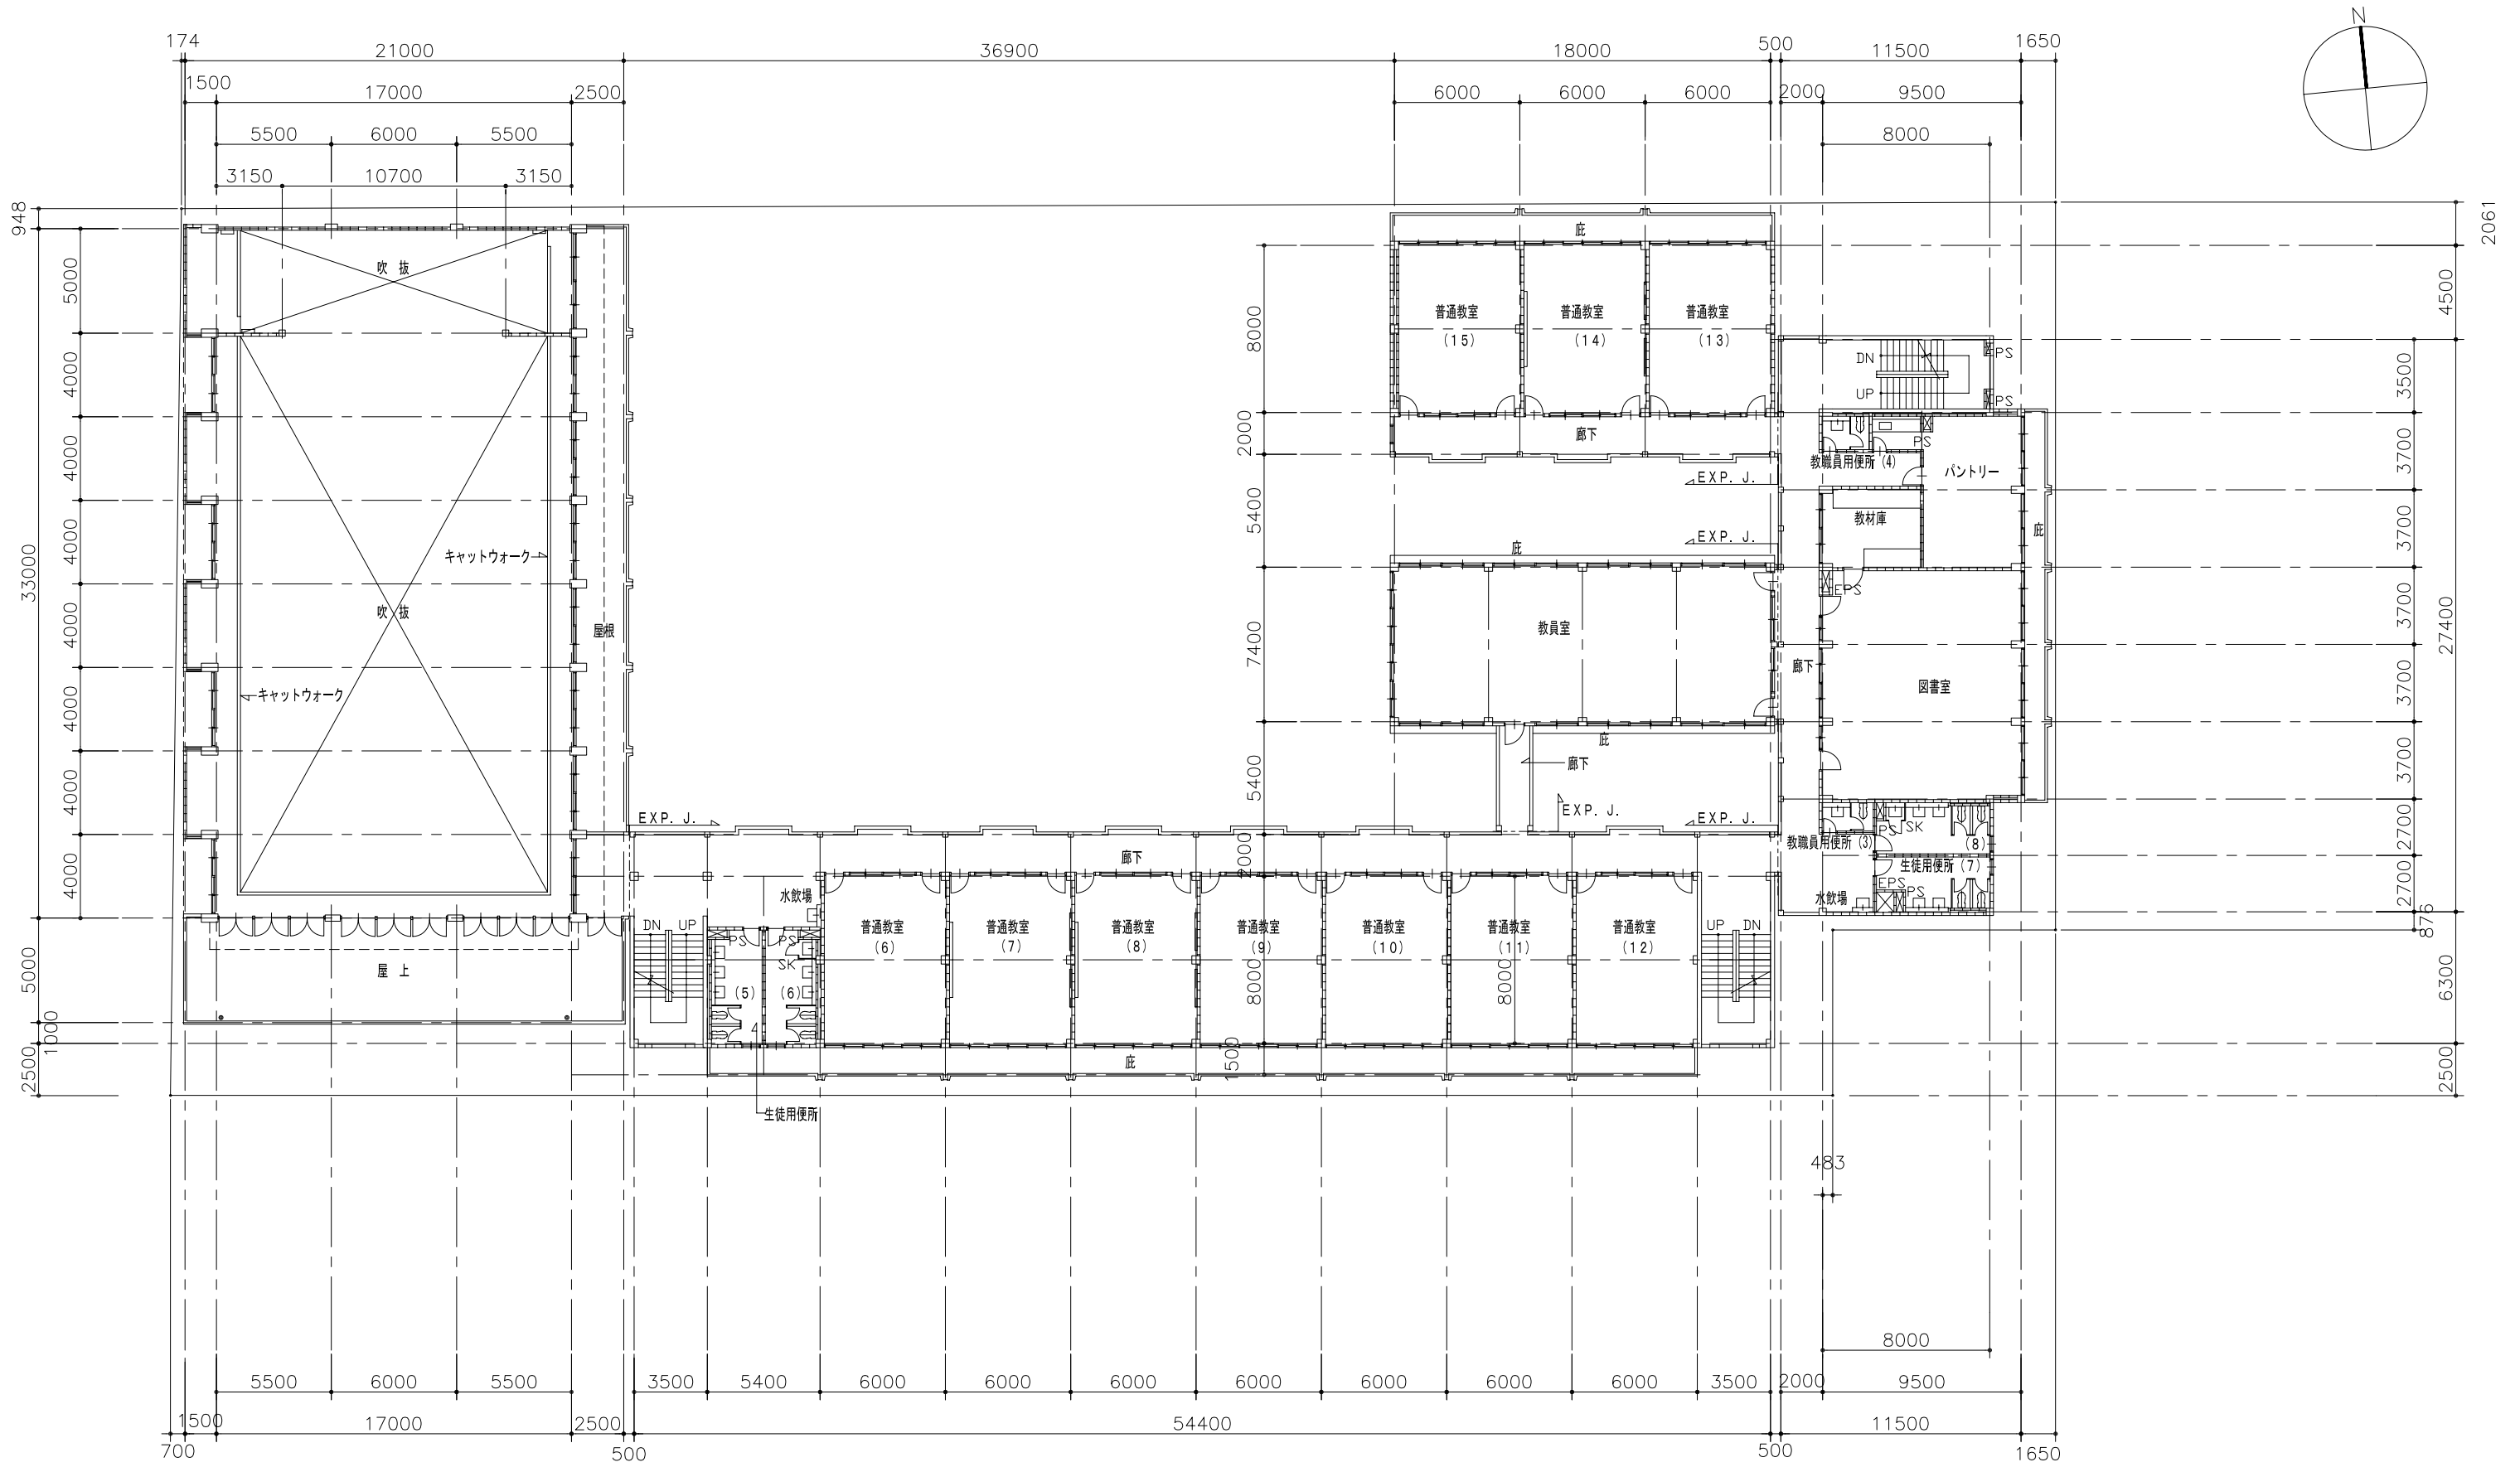 N
174
21000
36900
18000
500
11500
1650
1500
17000
2500
6000
6000
6000
2000
9500
5500
6000
5500
8000
3150
10700
3150
948
2061
33000
5000
4000
4000
4000
4000
4000
4000
4000
5000
1000
2500
吹 抜
キャットウォーク
吹 抜
屋根
キャットウォーク
屋 上
8000
2000
5400
7400
5400
2000
8000
1500
8000
庇
普通教室
(15)
普通教室
(14)
普通教室
(13)
廊下
EXP. J.
EXP. J.
庇
教員室
庇
廊下
EXP. J.
EXP. J.
EXP. J.
DN
UP
PS
PS
PS
教職員用便所 (4)
パントリー
教材庫
庇
EPS
廊下
図書室
PS
SK
教職員用便所 (3)
(8)
生徒用便所 (7)
EPS
PS
水飲場
4500
27400
6300
2500
3500
3700
3700
3700
3700
3700
2700
2700
876
廊下
水飲場
DN
UP
PS
PS
SK
(5)
(6)
普通教室
(6)
普通教室
(7)
普通教室
(8)
普通教室
(9)
普通教室
(10)
普通教室
(11)
普通教室
(12)
UP
DN
庇
生徒用便所
483
8000
5500
6000
5500
3500
5400
6000
6000
6000
6000
6000
6000
6000
3500
2000
9500
1500
17000
2500
54400
11500
700
500
500
1650